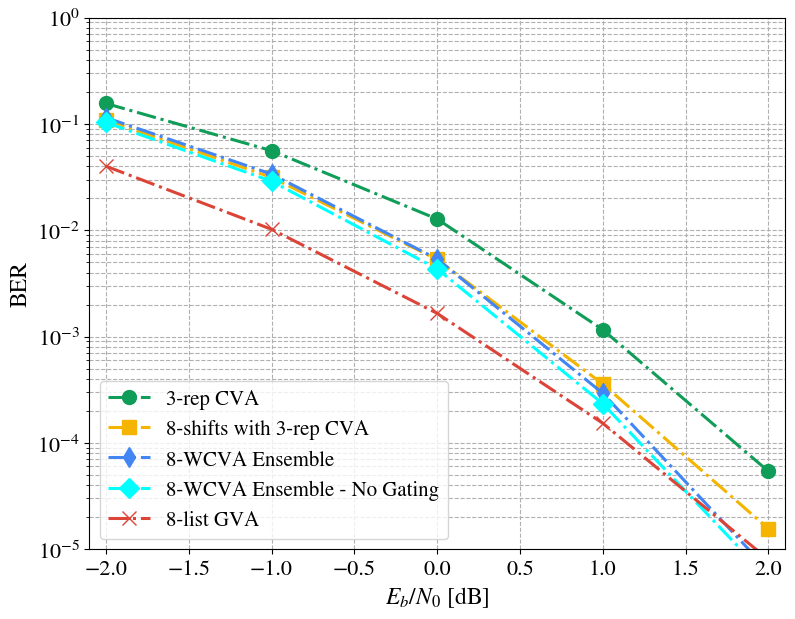 10⁰
10⁻¹
10⁻²
10⁻³
10⁻⁴
10⁻⁵
BER
3-rep CVA
8-shifts with 3-rep CVA
8-WCVA Ensemble
8-WCVA Ensemble - No Gating
8-list GVA
−2.0 −1.5 −1.0 −0.5 0.0 0.5 1.0 1.5 2.0
E_b/N_0 [dB]